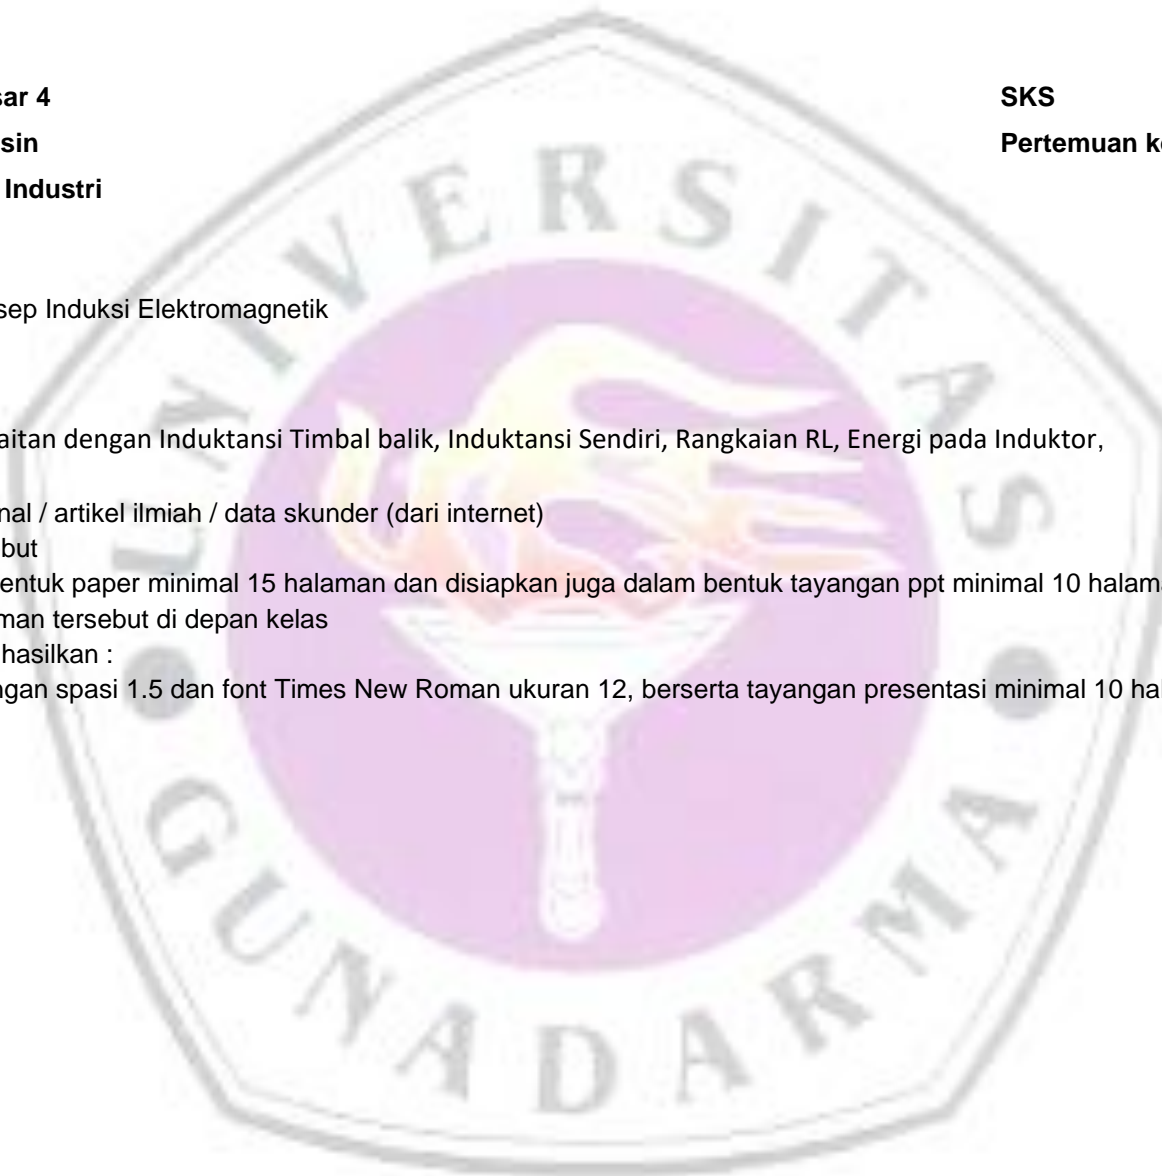 sar 4
SKS
sin
Pertemuan k
Industri
sep Induksi Elektromagnetik
aitan dengan Induktansi Timbal balik, Induktansi Sendiri, Rangkaian RL, Energi pada Induktor,
nal / artikel ilmiah / data skunder (dari internet)
but
entuk paper minimal 15 halaman dan disiapkan juga dalam bentuk tayangan ppt minimal 10 halam
man tersebut di depan kelas
hasilkan :
ngan spasi 1.5 dan font Times New Roman ukuran 12, berserta tayangan presentasi minimal 10 ha
UNIVERSITAS
GUNADARMA